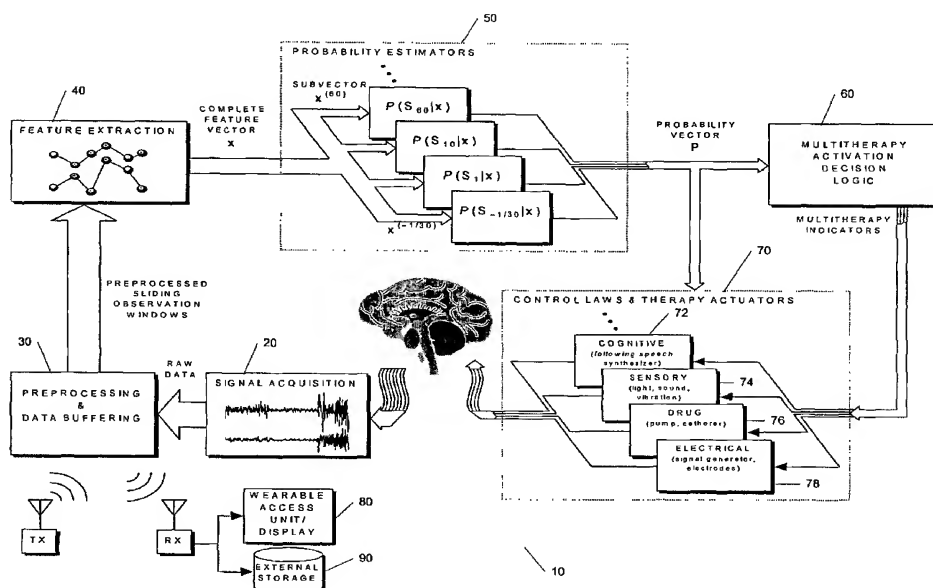 50
PROBABILITY ESTIMATORS
40
FEATURE EXTRACTION
COMPLETE
FEATURE
VECTOR
X
SUBVECTOR
X (60)
P(S60|x)
P(S10|x)
P(S1|x)
P(S-1/30|x)
X (-1/30)
PROBABILITY
VECTOR
P
60
MULTITHERAPY
ACTIVATION
DECISION
LOGIC
MULTITHERAPY
INDICATORS
PREPROCESSED
SLIDING
OBSERVATION
WINDOWS
70
CONTROL LAWS & THERAPY ACTUATORS
72
COGNITIVE
(following speech
synthesizer)
SENSORY
(light, sound,
vibration)
74
DRUG
(pump, catheter)
76
ELECTRICAL
(signal generator,
electrodes)
78
30
PREPROCESSING
&
DATA BUFFERING
RAW
DATA
20
SIGNAL ACQUISITION
TX
RX
WEARABLE
ACCESS
UNIT/
DISPLAY
80
EXTERNAL
STORAGE
90
10